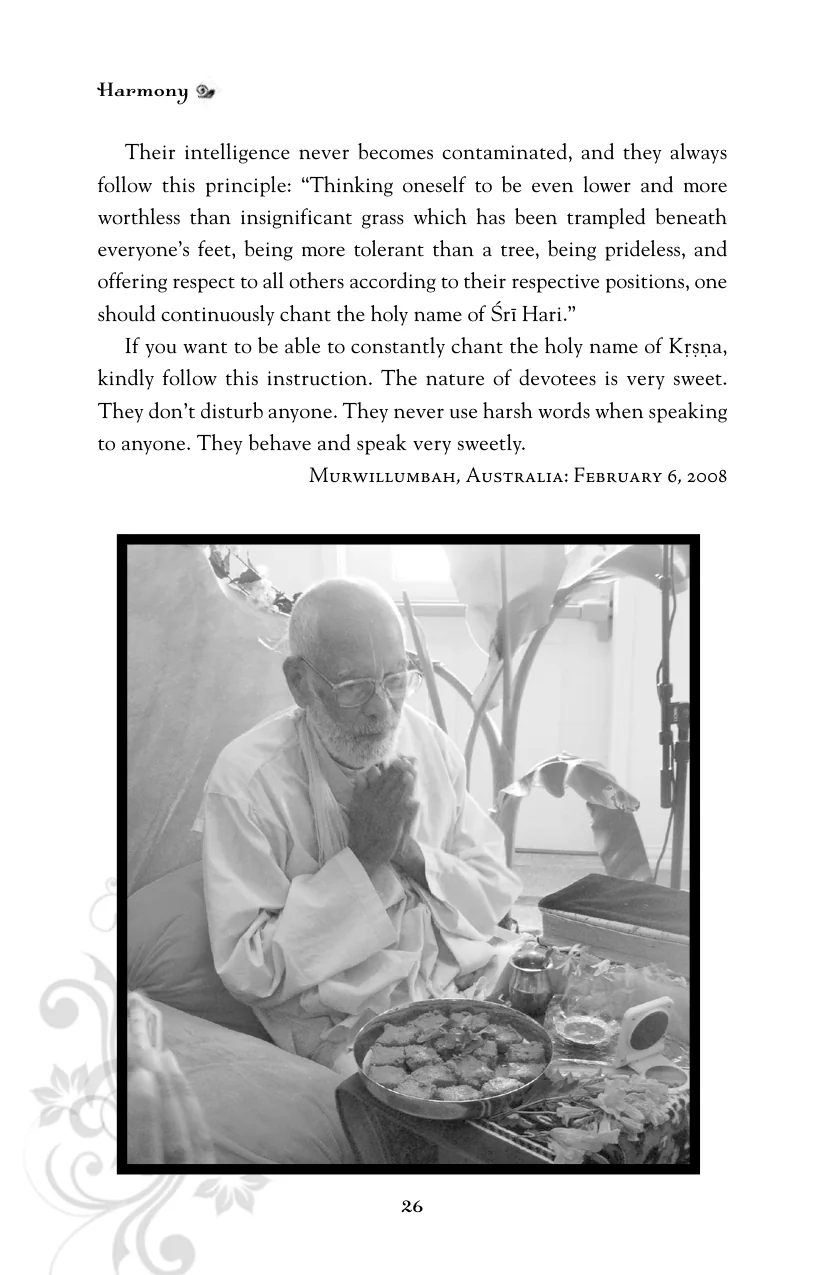 Harmony
Their intelligence never becomes contaminated, and they always
follow this principle: “Thinking oneself to be even lower and more
worthless than insignificant grass which has been trampled beneath
everyone’s feet, being more tolerant than a tree, being prideless, and
offering respect to all others according to their respective positions, one
should continuously chant the holy name of Śrī Hari.”
If you want to be able to constantly chant the holy name of Kṛṣṇa,
kindly follow this instruction. The nature of devotees is very sweet.
They don’t disturb anyone. They never use harsh words when speaking
to anyone. They behave and speak very sweetly.
Murwillumbah, Australia: February 6, 2008
26